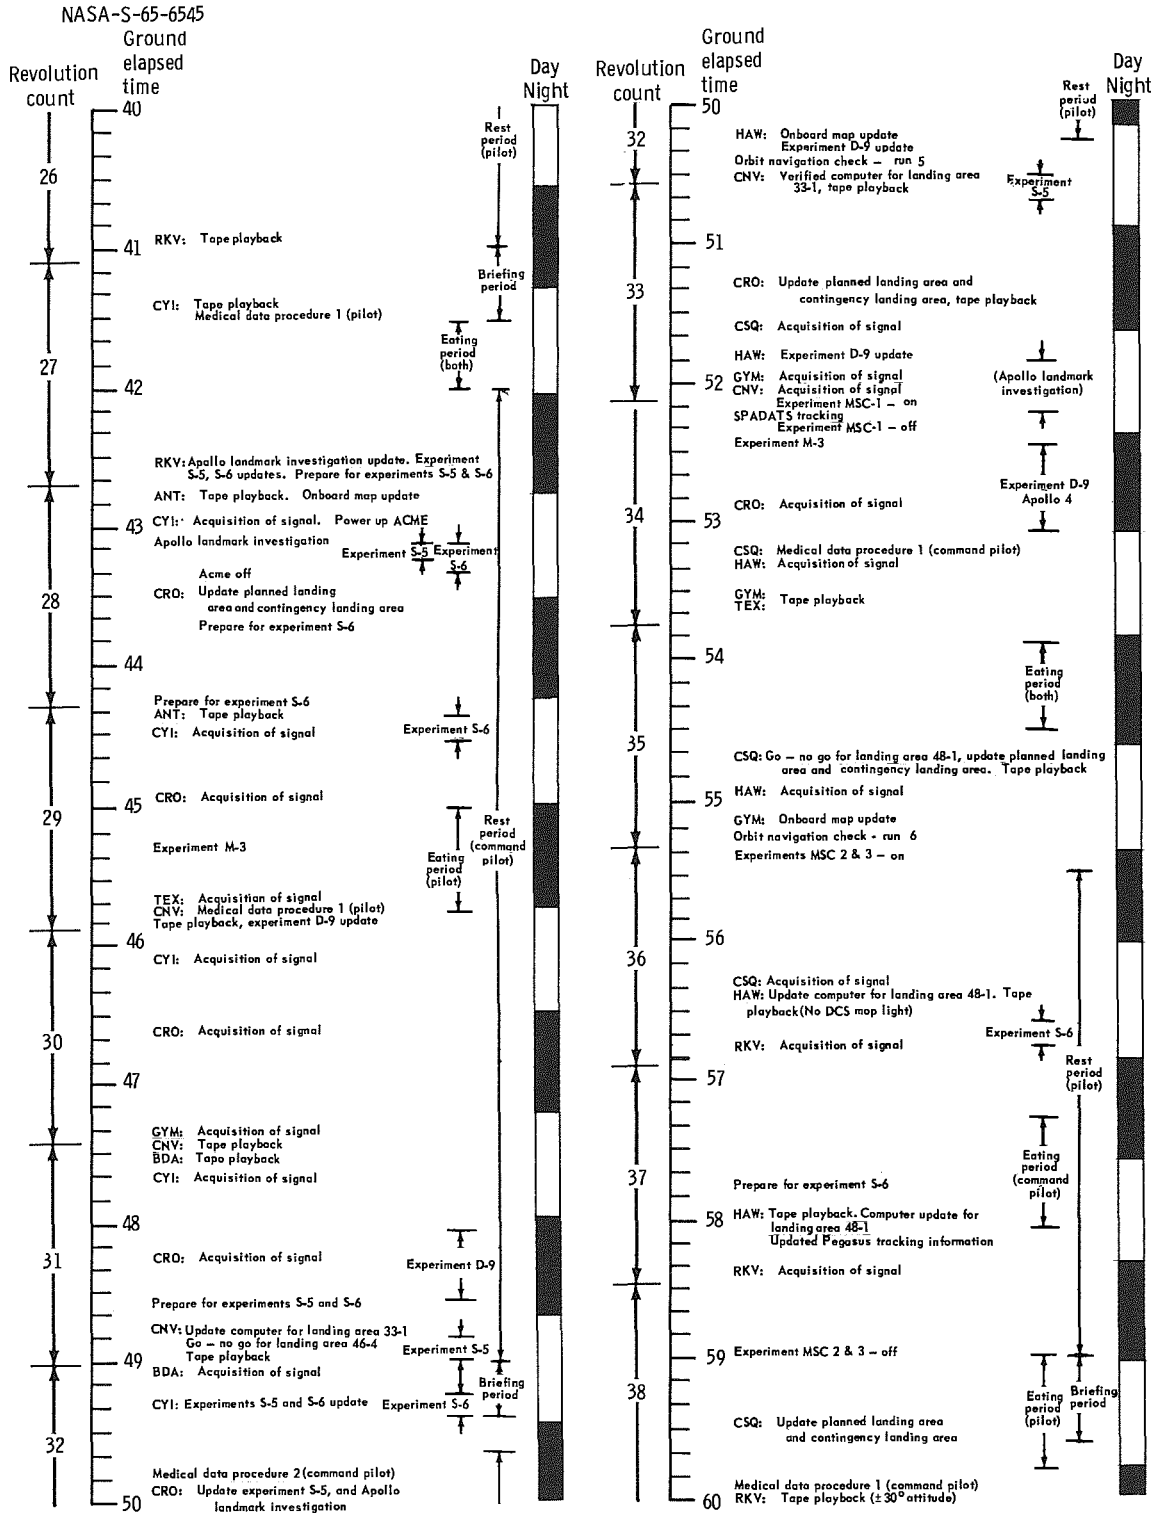 NASA-S-65-6545
Revolution
count
Ground
elapsed
time
Day
Night
40
Rest
period
(pilot)
26
RKV: Tape playback
41
Briefing
period
CYI: Tape playback
Medical data procedure 1 (pilot)
Eating
period
(both)
27
42
RKV: Apollo landmark investigation update. Experiment
S-5, S-6 updates. Prepare for experiments S-5 & S-6
ANT: Tape playback. Onboard map update
43
CYI: Acquisition of signal. Power up ACME
Apollo landmark investigation
Experiment
S-5
Experiment
S-6
Acme off
28
CRO: Update planned landing
area and contingency landing area
Prepare for experiment S-6
44
Prepare for experiment S-6
ANT: Tape playback
CYI: Acquisition of signal
Experiment S-6
CRO: Acquisition of signal
45
29
Rest
period
(command
pilot)
Experiment M-3
Eating
period
(pilot)
TEX: Acquisition of signal
CNV: Medical data procedure 1 (pilot)
Tape playback, experiment D-9 update
46
CYI: Acquisition of signal
CRO: Acquisition of signal
30
47
GYM: Acquisition of signal
CNV: Tape playback
BDA: Tapo playback
CYI: Acquisition of signal
48
31
CRO: Acquisition of signal
Experiment D-9
Prepare for experiments S-5 and S-6
CNV: Update computer for landing area 33-1
Go – no go for landing area 46-4
Tape playback
Experiment S-5
49
BDA: Acquisition of signal
Briefing
period
CYI: Experiments S-5 and S-6 update
Experiment S-6
32
Medical data procedure 2 (command pilot)
CRO: Update experiment S-5, and Apollo
landmark investigation
50
Revolution
count
Ground
elapsed
time
Day
Night
50
Rest
period
(pilot)
32
HAW: Onboard map update
Experiment D-9 update
Orbit navigation check – run 5
CNV: Verified computer for landing area
33-1, tape playback
Experiment
S-5
51
33
CRO: Update planned landing area and
contingency landing area, tape playback
CSQ: Acquisition of signal
HAW: Experiment D-9 update
52
GYM: Acquisition of signal
CNV: Acquisition of signal
Experiment MSC-1 – on
SPADATS tracking
Experiment MSC-1 – off
(Apollo landmark
investigation)
Experiment M-3
Experiment D-9
Apollo 4
CRO: Acquisition of signal
34
53
CSQ: Medical data procedure 1 (command pilot)
HAW: Acquisition of signal
GYM:
TEX: Tape playback
54
Eating
period
(both)
35
CSQ: Go – no go for landing area 48-1, update planned landing
area and contingency landing area. Tape playback
HAW: Acquisition of signal
55
GYM: Onboard map update
Orbit navigation check - run 6
Experiments MSC 2 & 3 – on
56
36
CSQ: Acquisition of signal
HAW: Update computer for landing area 48-1. Tape
playback (No DCS map light)
Experiment S-6
RKV: Acquisition of signal
Rest
period
(pilot)
57
Eating
period
(command
pilot)
37
Prepare for experiment S-6
HAW: Tape playback. Computer update for
landing area 48-1
Updated Pegasus tracking information
58
RKV: Acquisition of signal
Experiment MSC 2 & 3 – off
59
38
Eating
period
(pilot)
Briefing
period
CSQ: Update planned landing area
and contingency landing area
Medical data procedure 1 (command pilot)
RKV: Tape playback (±30° attitude)
60